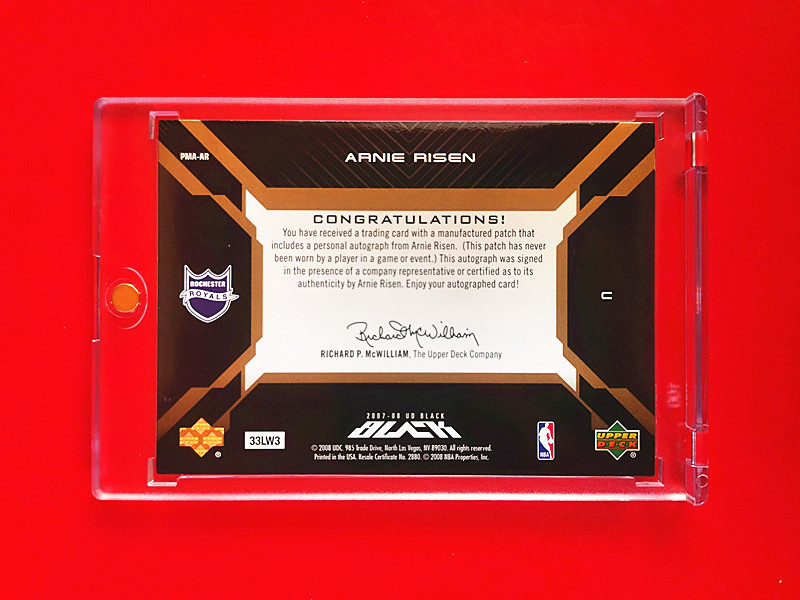 PMA-AR
ARNIE RISEN
CONGRATULATIONS!
You have received a trading card with a manufactured patch that
includes a personal autograph from Arnie Risen. (This patch has never
been worn by a player in a game or event.) This autograph was signed
in the presence of a company representative or certified as to its
authenticity by Arnie Risen. Enjoy your autographed card!
ROCHESTER
ROYALS
C
Richard McWilliam
RICHARD P. McWILLIAM, The Upper Deck Company
2007-08 UD BLACK
BLACK
33LW3
® 
NBA
UPPER
DECK
®
© 2008 UDC. 985 Trade Drive, North Las Vegas, NV 89030. All rights reserved.
Printed in the USA. Resale Certificate No. 2880. © 2008 NBA Properties, Inc.